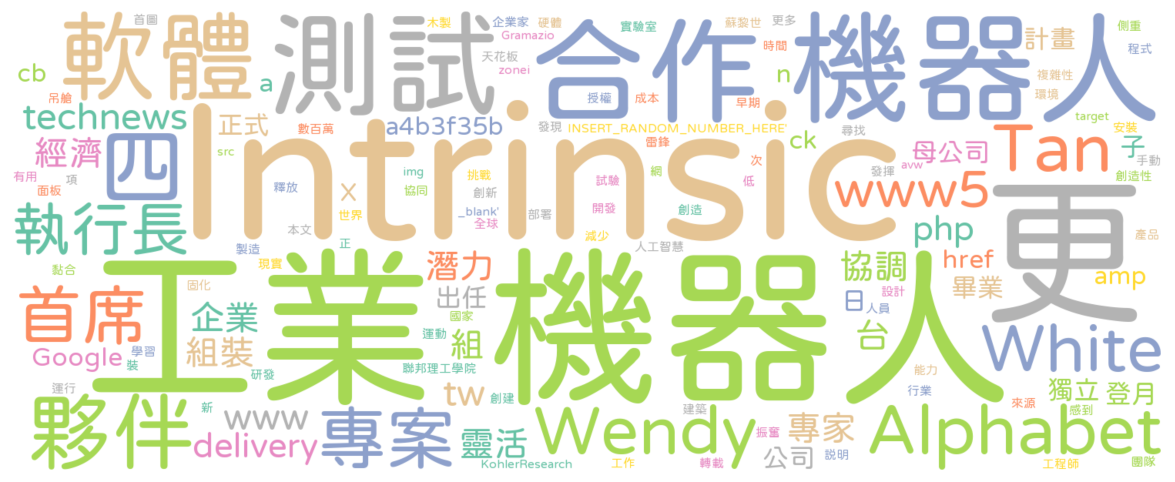 首圖
木製
企業家
硬體
實驗室
蘇黎世
更多
側重
軟體
測試
天花板
Gramazio
合作
機器人
計畫
程式
時間
cb
吊艙
a
zonei
n
複雜性
環境
授權
成本
早期
technews
正式
數百萬
a4b3f35b
發現
INSERT_RANDOM_NUMBER_HERE'
ck
尋找
target
安裝
經濟
四
src
Intrinsic
雷鋒
母公司
Tan
子
手動
有用
面板
項
釋放
x
img
協同
挑戰
創新
試驗
網
次
低
發揮
avw
創造性
世界
_blank'
全球
部署
開發
創造
www5
更
執行長
製造
本文
正
減少
人工智慧
php
產品
黏合
現實
固化
工業機器人
潛力
協調
href
amp
首席
企業
出任
國家
設計
畢業
日
人員
Google
學習
裝
組裝
運動
組
台
White
研發
聯邦理工學院
能力
運行
新
tw
創建
行業
獨立
登月
夥伴
www
專案
靈活
Wendy
建築
專家
來源
感到
Alphabet
delivery
振奮
公司
說明
KohlerResearch
工作
轉載
工程師
團隊